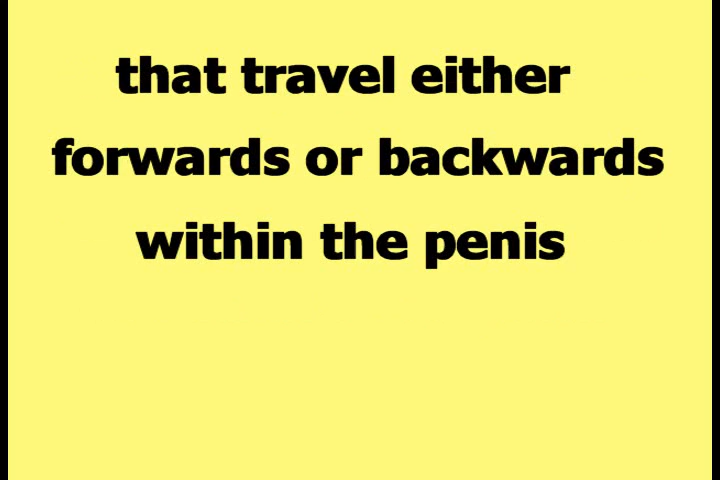 that travel either
forwards or backwards
within the penis